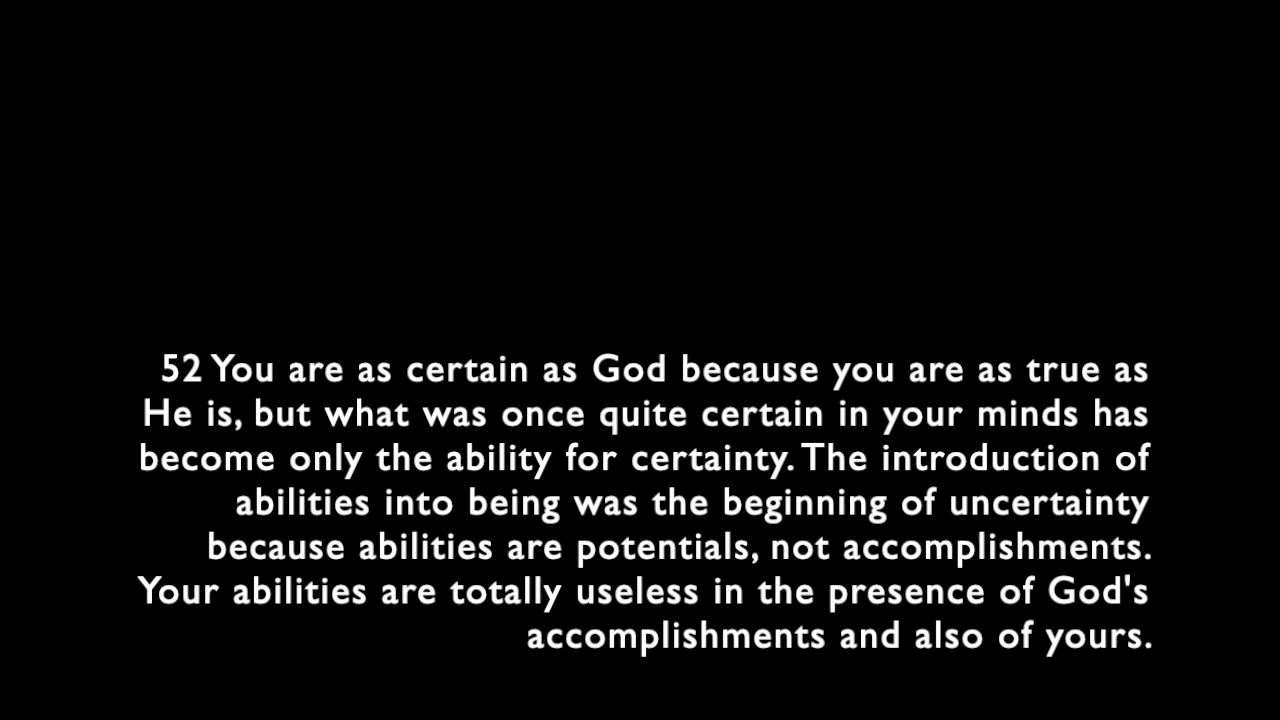 52 You are as certain as God because you are as true as
He is, but what was once quite certain in your minds has
become only the ability for certainty. The introduction of
abilities into being was the beginning of uncertainty
because abilities are potentials, not accomplishments.
Your abilities are totally useless in the presence of God's
accomplishments and also of yours.